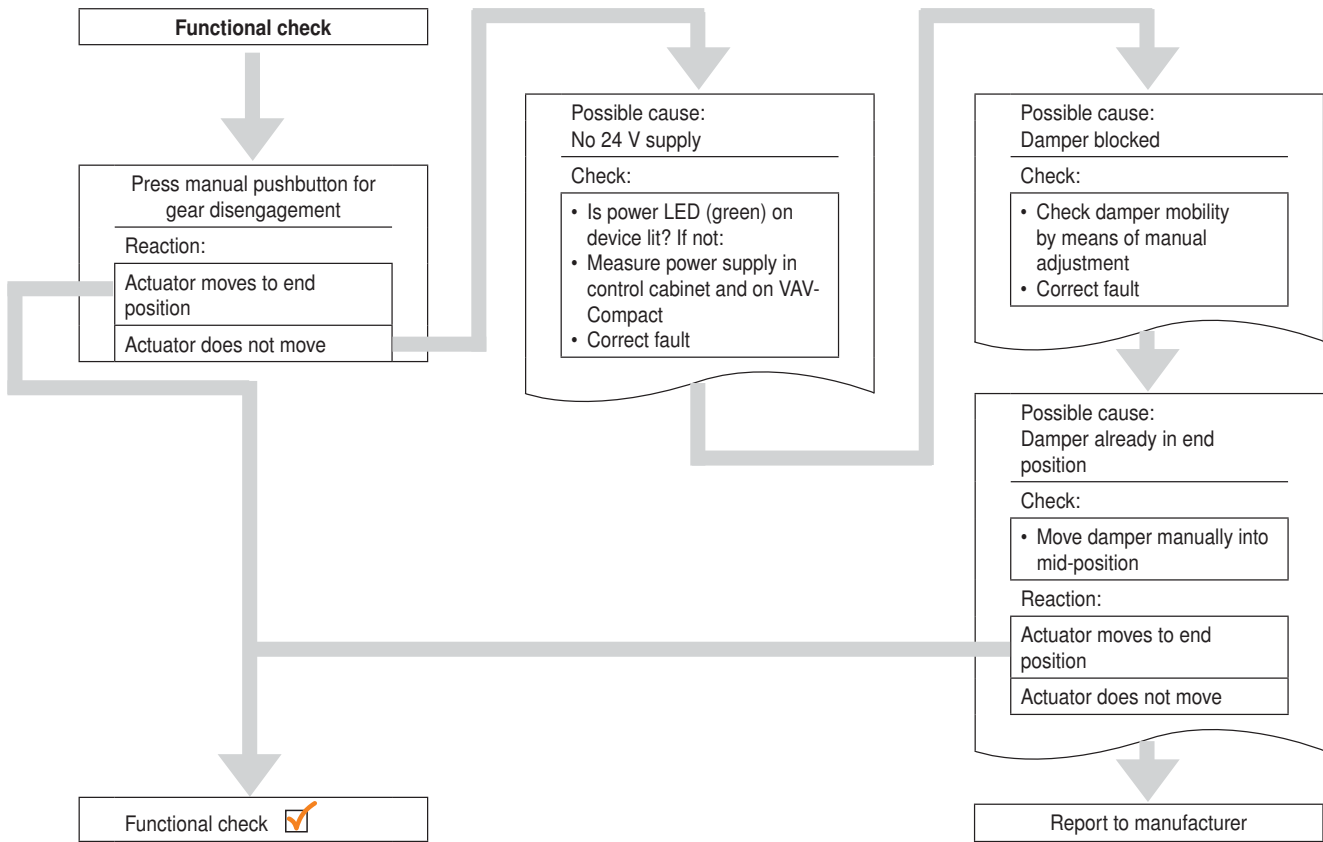 Functional check
Press manual pushbutton for
gear disengagement
Reaction:
Actuator moves to end
position
Actuator does not move
Possible cause:
No 24 V supply
Check:
• Is power LED (green) on
device lit? If not:
• Measure power supply in
control cabinet and on VAV-
Compact
• Correct fault
Possible cause:
Damper blocked
Check:
• Check damper mobility
by means of manual
adjustment
• Correct fault
Possible cause:
Damper already in end
position
Check:
• Move damper manually into
mid-position
Reaction:
Actuator moves to end
position
Actuator does not move
Functional check
Report to manufacturer